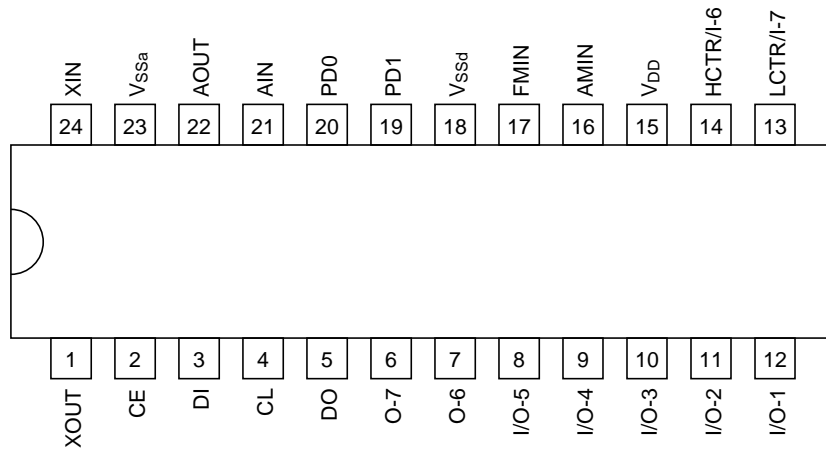 XIN VSSa AOUT AIN PD0 PD1 VSSd FMIN AMIN VDD HCTR/I-6 LCTR/I-7
24 23 22 21 20 19 18 17 16 15 14 13
1 2 3 4 5 6 7 8 9 10 11 12
XOUT CE DI CL DO O-7 O-6 I/O-5 I/O-4 I/O-3 I/O-2 I/O-1